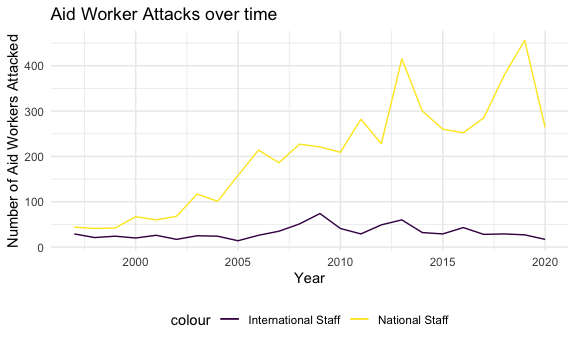 Aid Worker Attacks over time
Number of Aid Workers Attacked
400
300
200
100
0
2000 2005 2010 2015 2020
Year
colour International Staff National Staff